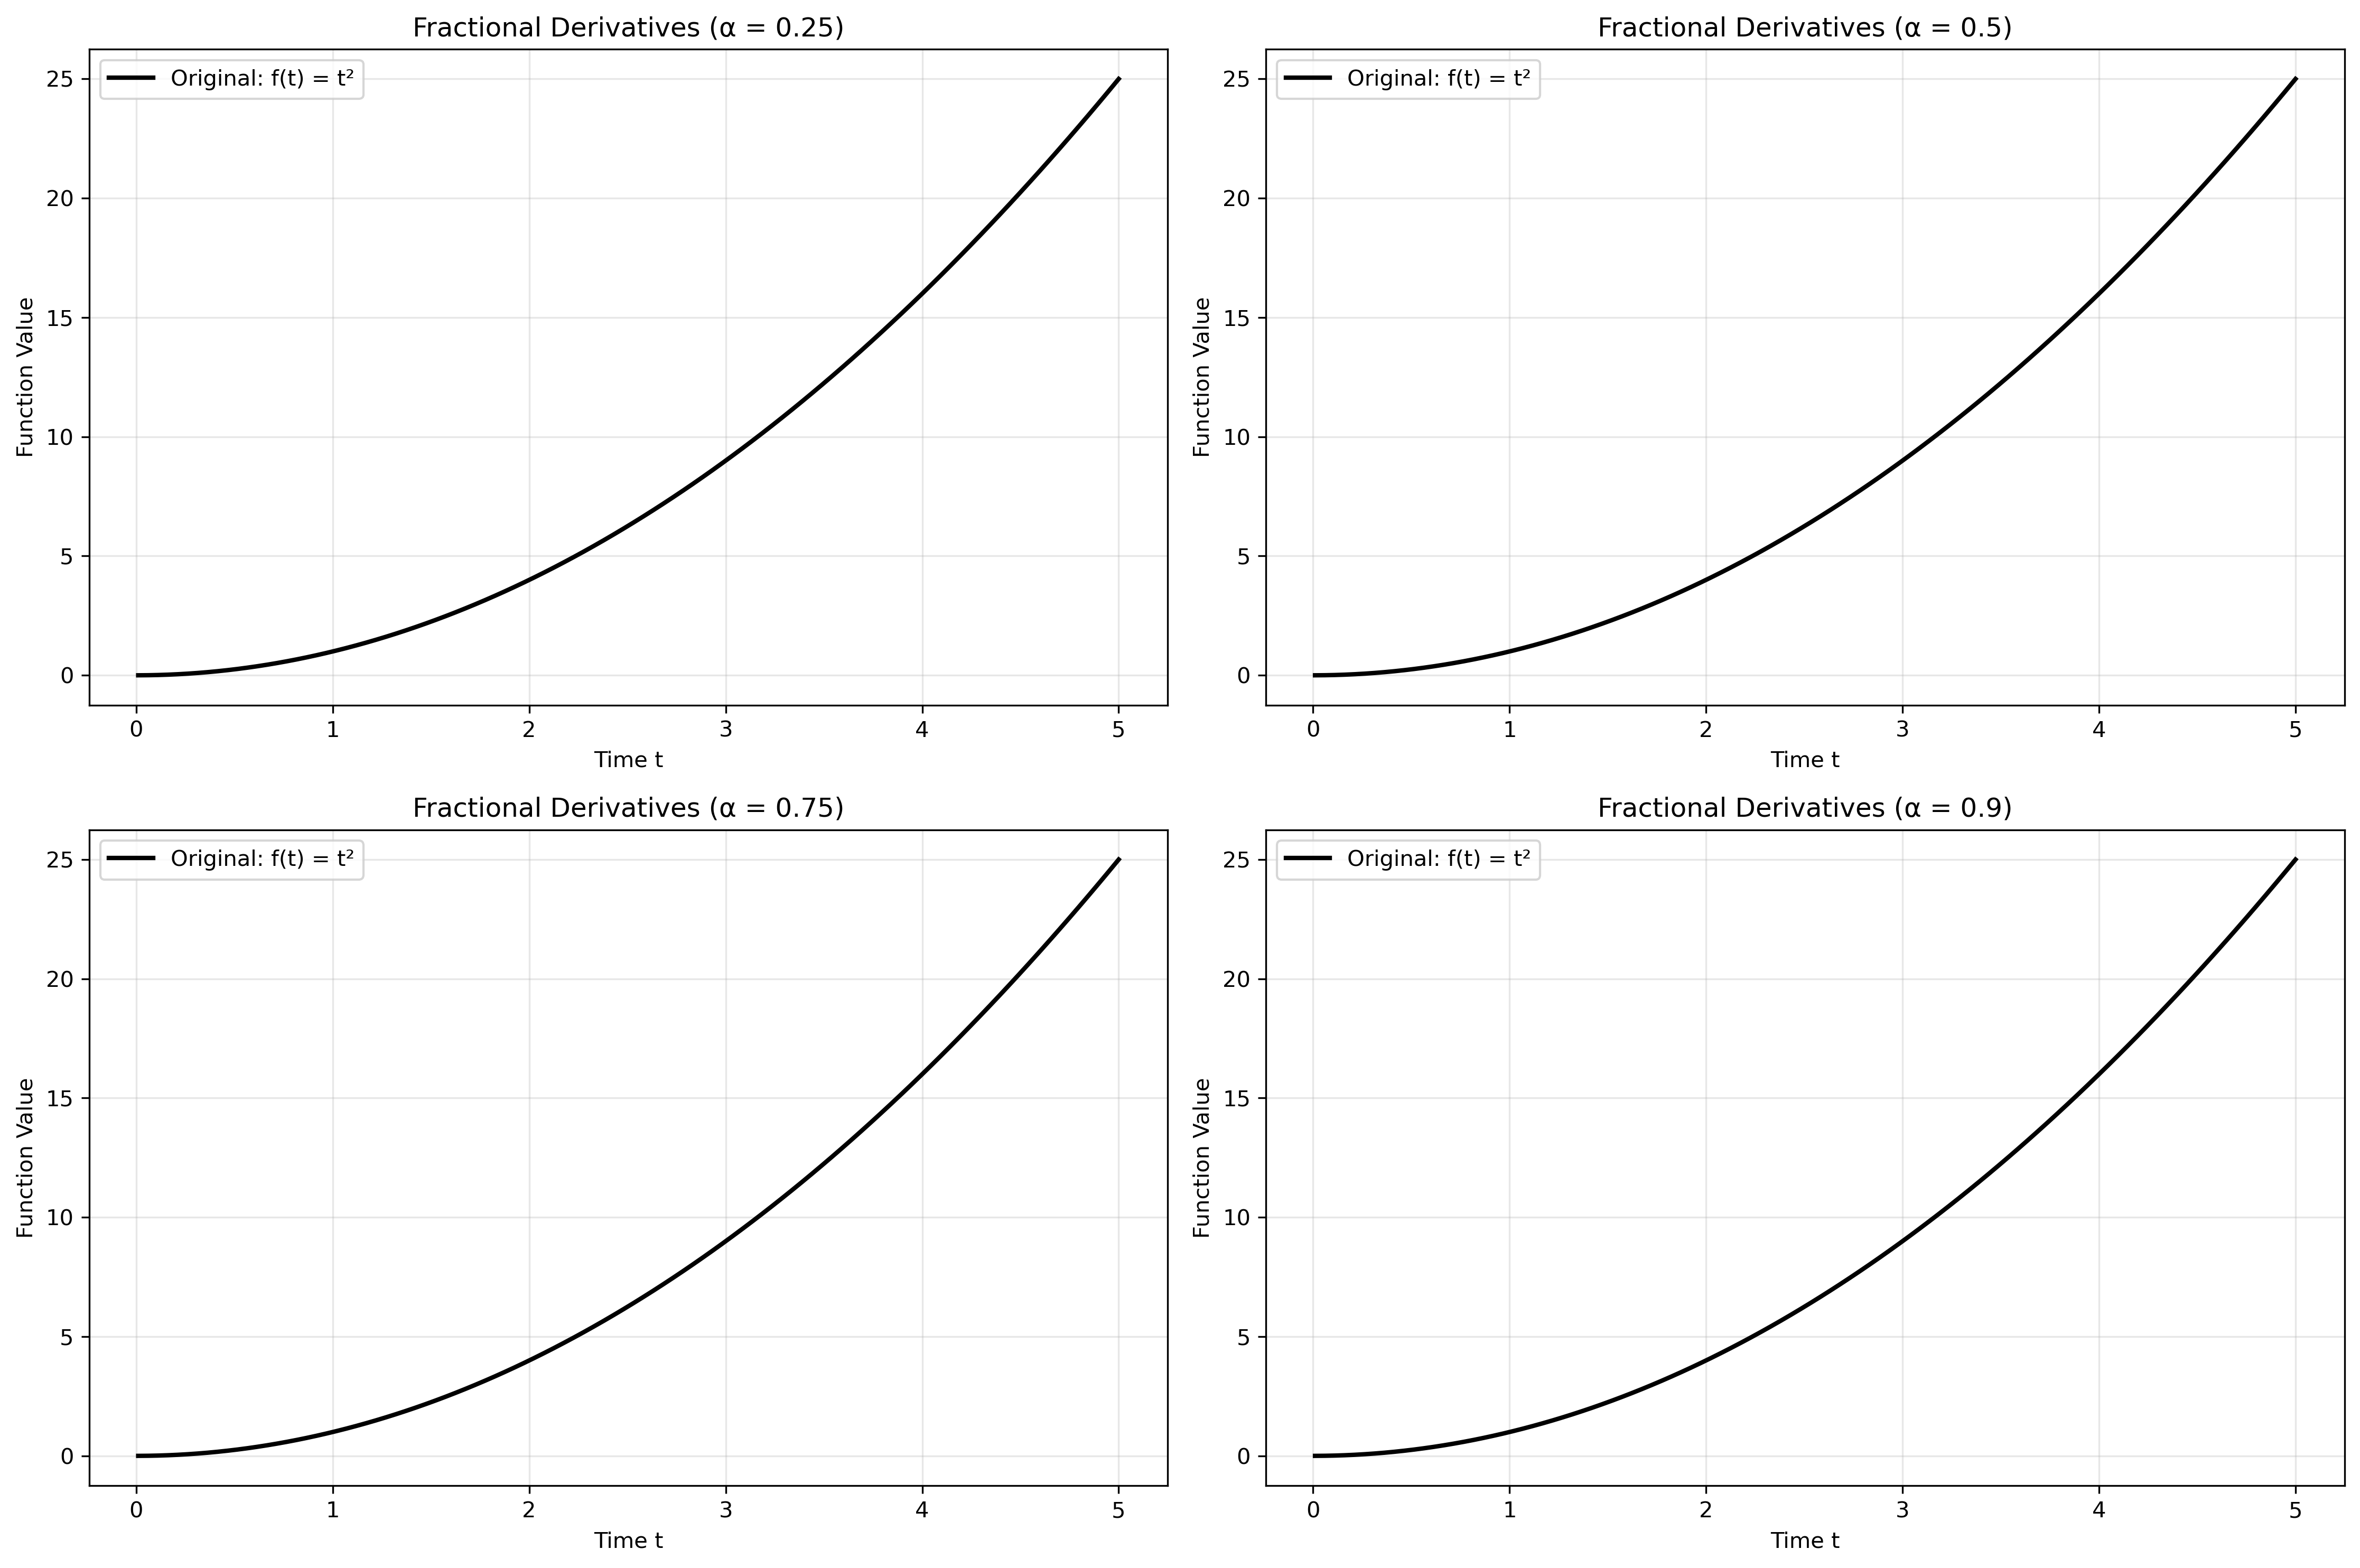 Fractional Derivatives (α = 0.25)
Original: f(t) = t²
25
20
15
10
5
0
Function Value
0 1 2 3 4 5
Time t
Fractional Derivatives (α = 0.5)
Original: f(t) = t²
25
20
15
10
5
0
Function Value
0 1 2 3 4 5
Time t
Fractional Derivatives (α = 0.75)
Original: f(t) = t²
25
20
15
10
5
0
Function Value
0 1 2 3 4 5
Time t
Fractional Derivatives (α = 0.9)
Original: f(t) = t²
25
20
15
10
5
0
Function Value
0 1 2 3 4 5
Time t